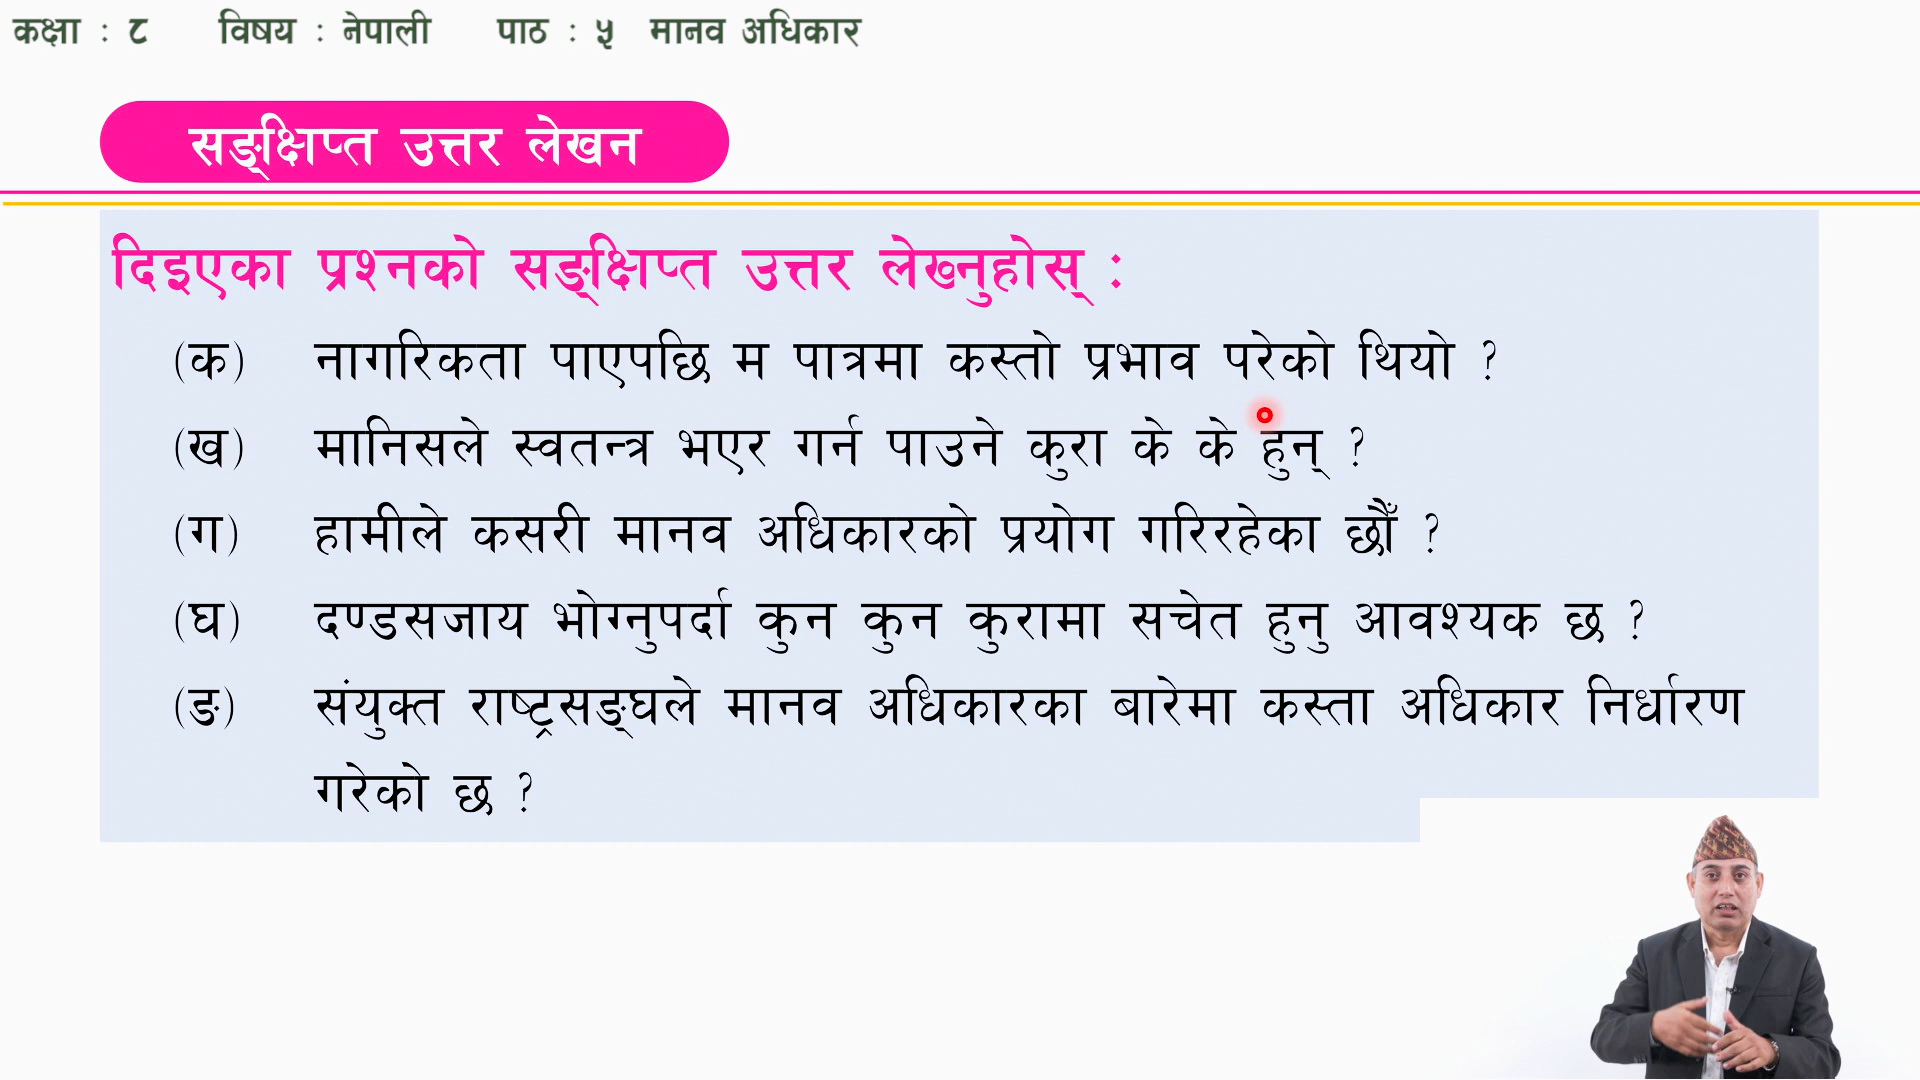 कक्षा : ८ विषय : नेपाली पाठ : ५ मानव अधिकार
सङ्क्षिप्त उत्तर लेखन
दिइएका प्रश्नको सङ्क्षिप्त उत्तर लेख्नुहोस् :
(क) नागरिकता पाएपछि म पात्रमा कस्तो प्रभाव परेको थियो ?
(ख) मानिसले स्वतन्त्र भएर गर्न पाउने कुरा के के हुन् ?
(ग) हामीले कसरी मानव अधिकारको प्रयोग गरिरहेका छौँ ?
(घ) दण्डसजाय भोग्नुपर्दा कुन कुन कुरामा सचेत हुनु आवश्यक छ ?
(ङ) संयुक्त राष्ट्रसङ्घले मानव अधिकारका बारेमा कस्ता अधिकार निर्धारण
गरेको छ ?